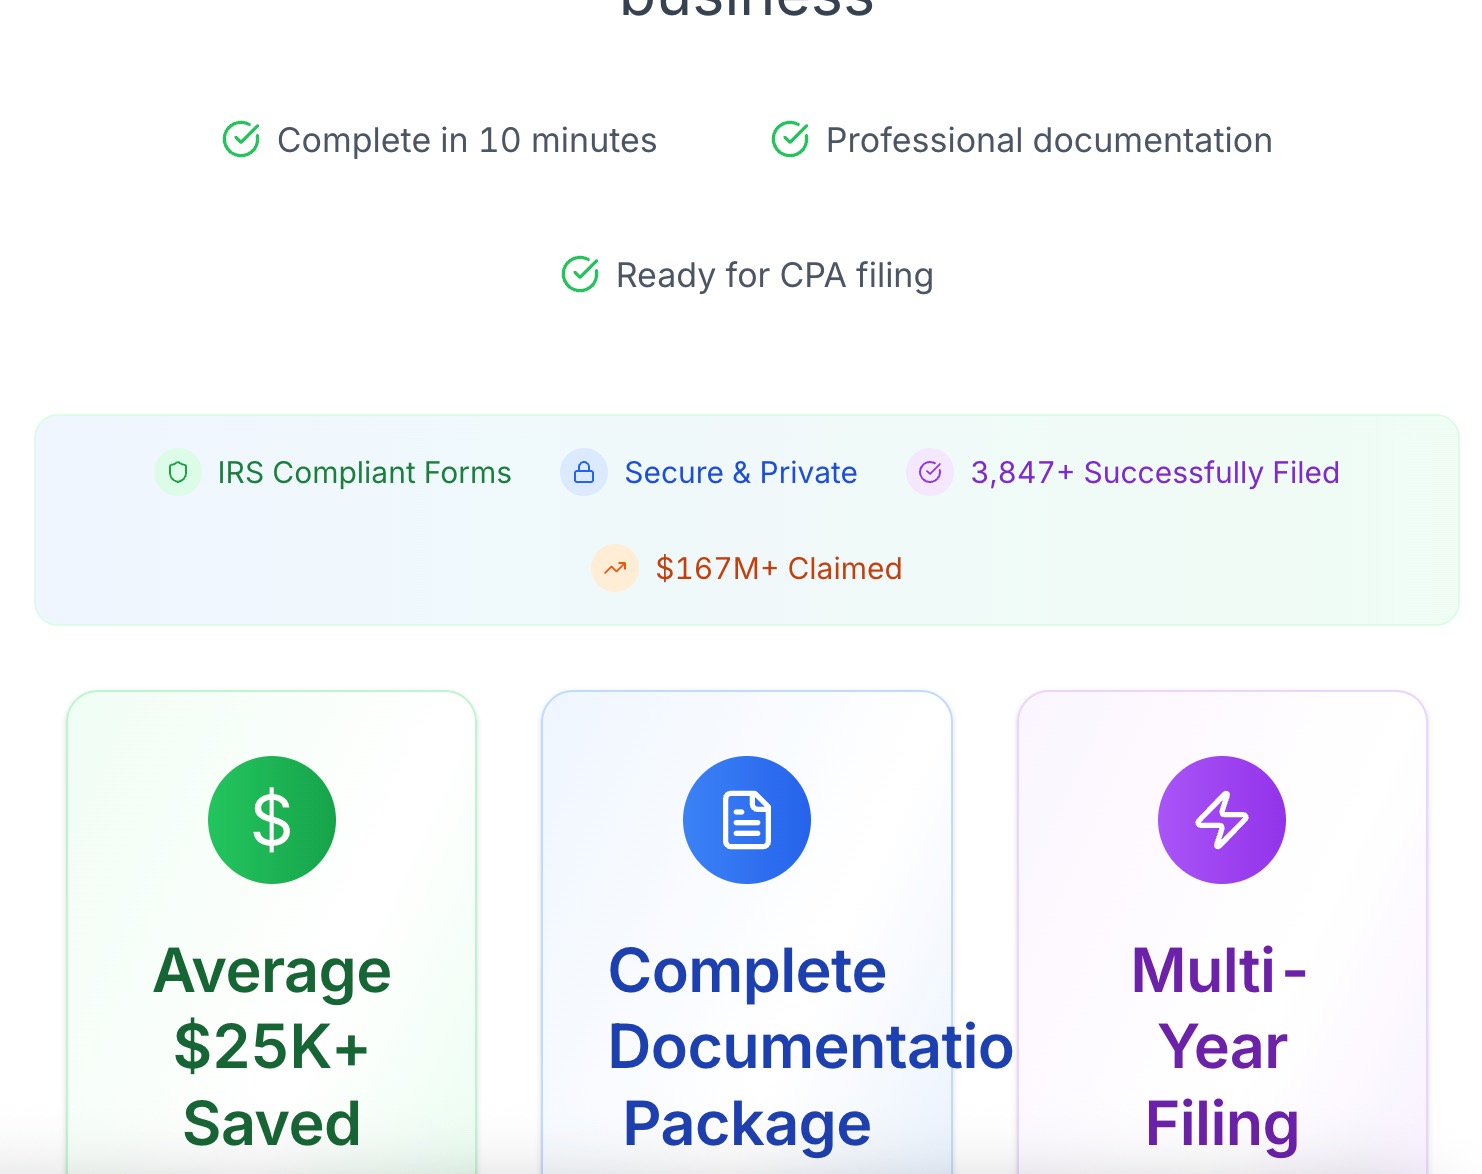 business
Complete in 10 minutes
Professional documentation
Ready for CPA filing
IRS Compliant Forms
Secure & Private
3,847+ Successfully Filed
$167M+ Claimed
$
Average
$25K+
Saved
Complete
Documentatio
Package
Multi-
Year
Filing